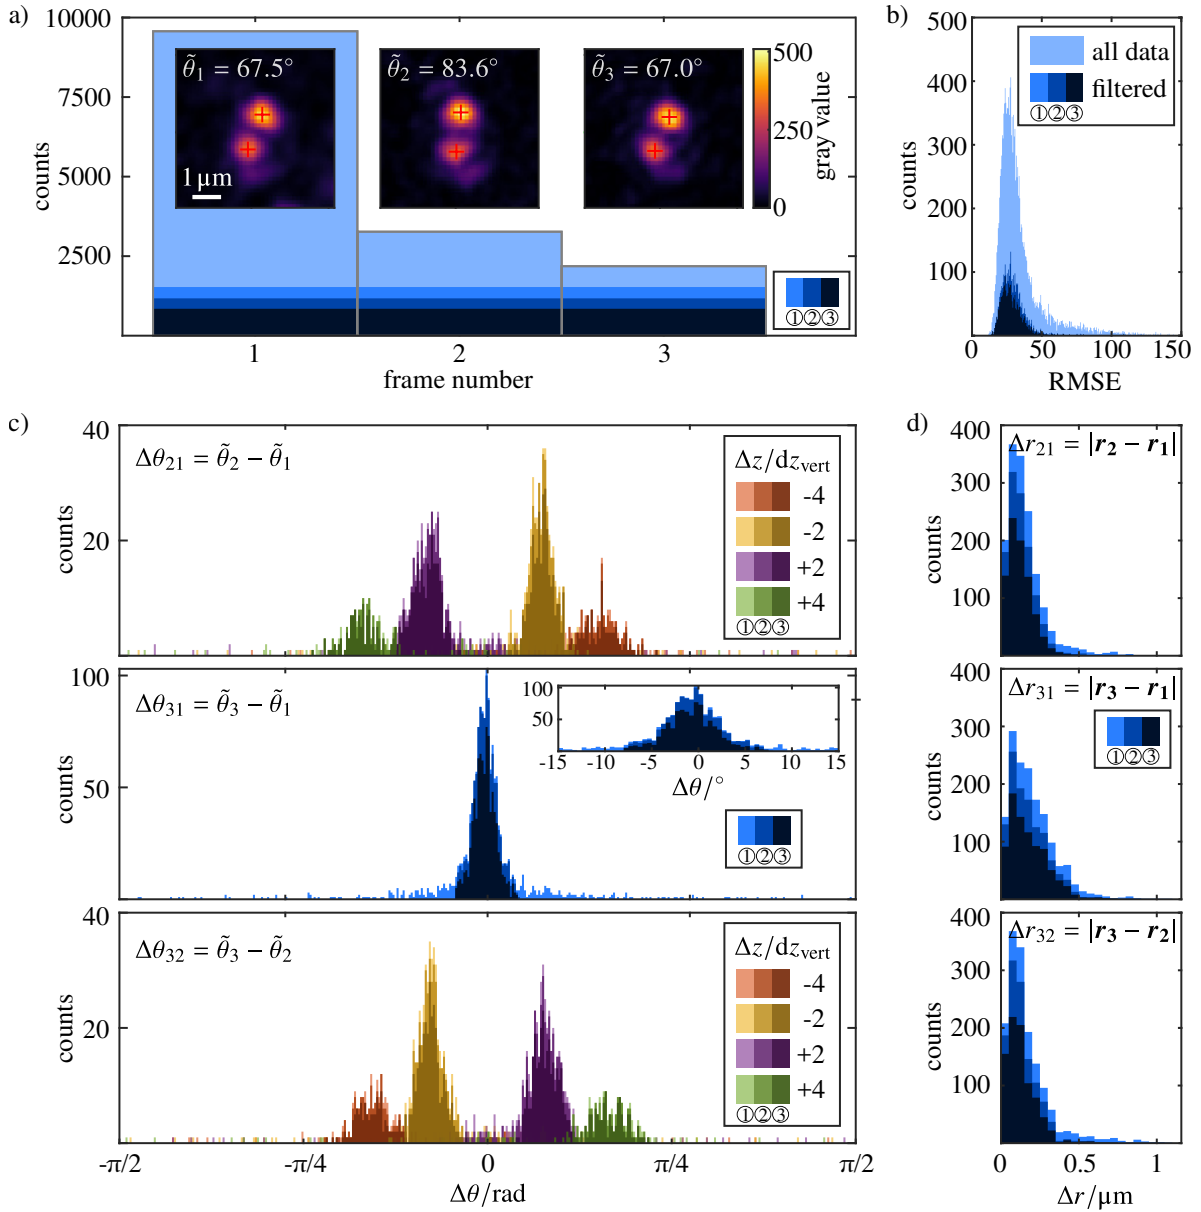 a)
10000
7500
5000
2500
counts
θ̃₁ = 67.5°
1 µm
θ̃₂ = 83.6°
θ̃₃ = 67.0°
500
250
0
gray value
①②③
1
2
3
frame number
b)
500
400
300
200
100
counts
all data
filtered
①②③
0
50
100
150
RMSE
c)
40
20
counts
Δθ₂₁ = θ̃₂ − θ̃₁
Δz/dz_vert
-4
-2
+2
+4
①②③
100
50
counts
Δθ₃₁ = θ̃₃ − θ̃₁
100
50
-15
-10
-5
0
5
10
15
Δθ/°
①②③
40
20
counts
Δθ₃₂ = θ̃₃ − θ̃₂
Δz/dz_vert
-4
-2
+2
+4
①②③
-π/2
-π/4
0
π/4
π/2
Δθ/rad
d)
400
300
200
100
counts
Δr₂₁ = |r₂ − r₁|
400
300
200
100
counts
Δr₃₁ = |r₃ − r₁|
①②③
400
300
200
100
counts
Δr₃₂ = |r₃ − r₂|
0
0.5
1
Δr/µm